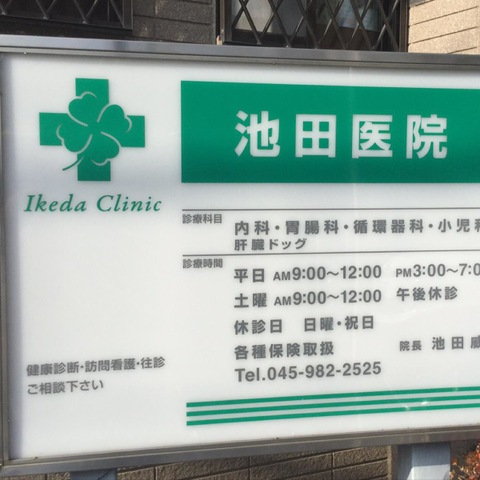 池田医院
Ikeda Clinic
診療科目
内科・胃腸科・循環器科・小児科
肝臓ドッグ
診療時間
平日 AM9:00~12:00 PM3:00~7:0
土曜 AM9:00~12:00 午後休診
休診日 日曜・祝日
各種保険取扱
院長 池田 威
Tel.045-982-2525
健康診断・訪問看護・往診
ご相談下さい